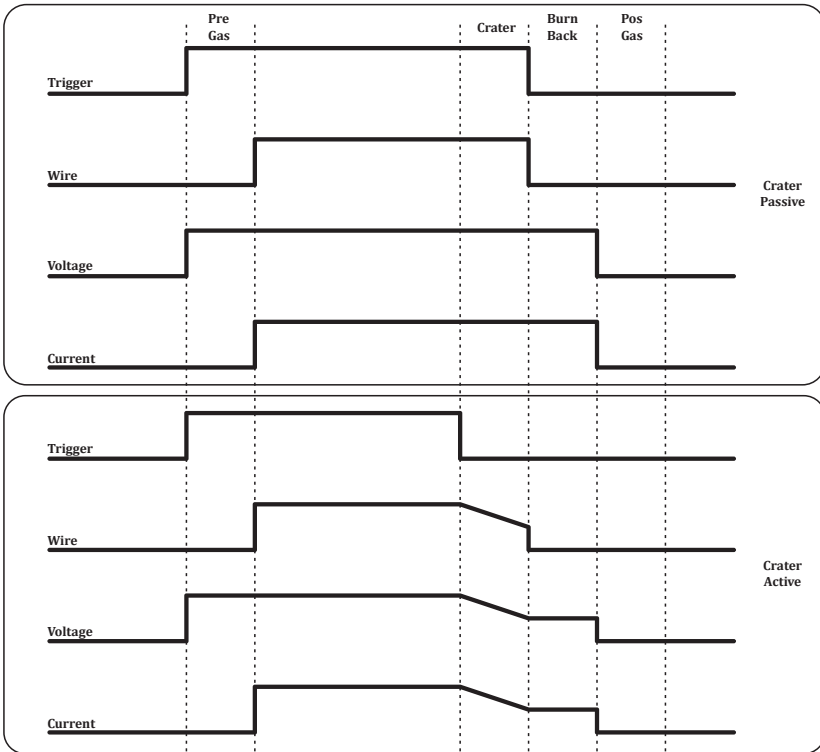 Pre
Gas
Crater
Burn
Back
Pos
Gas
Trigger
Wire
Voltage
Current
Crater
Passive
Trigger
Wire
Voltage
Current
Crater
Active